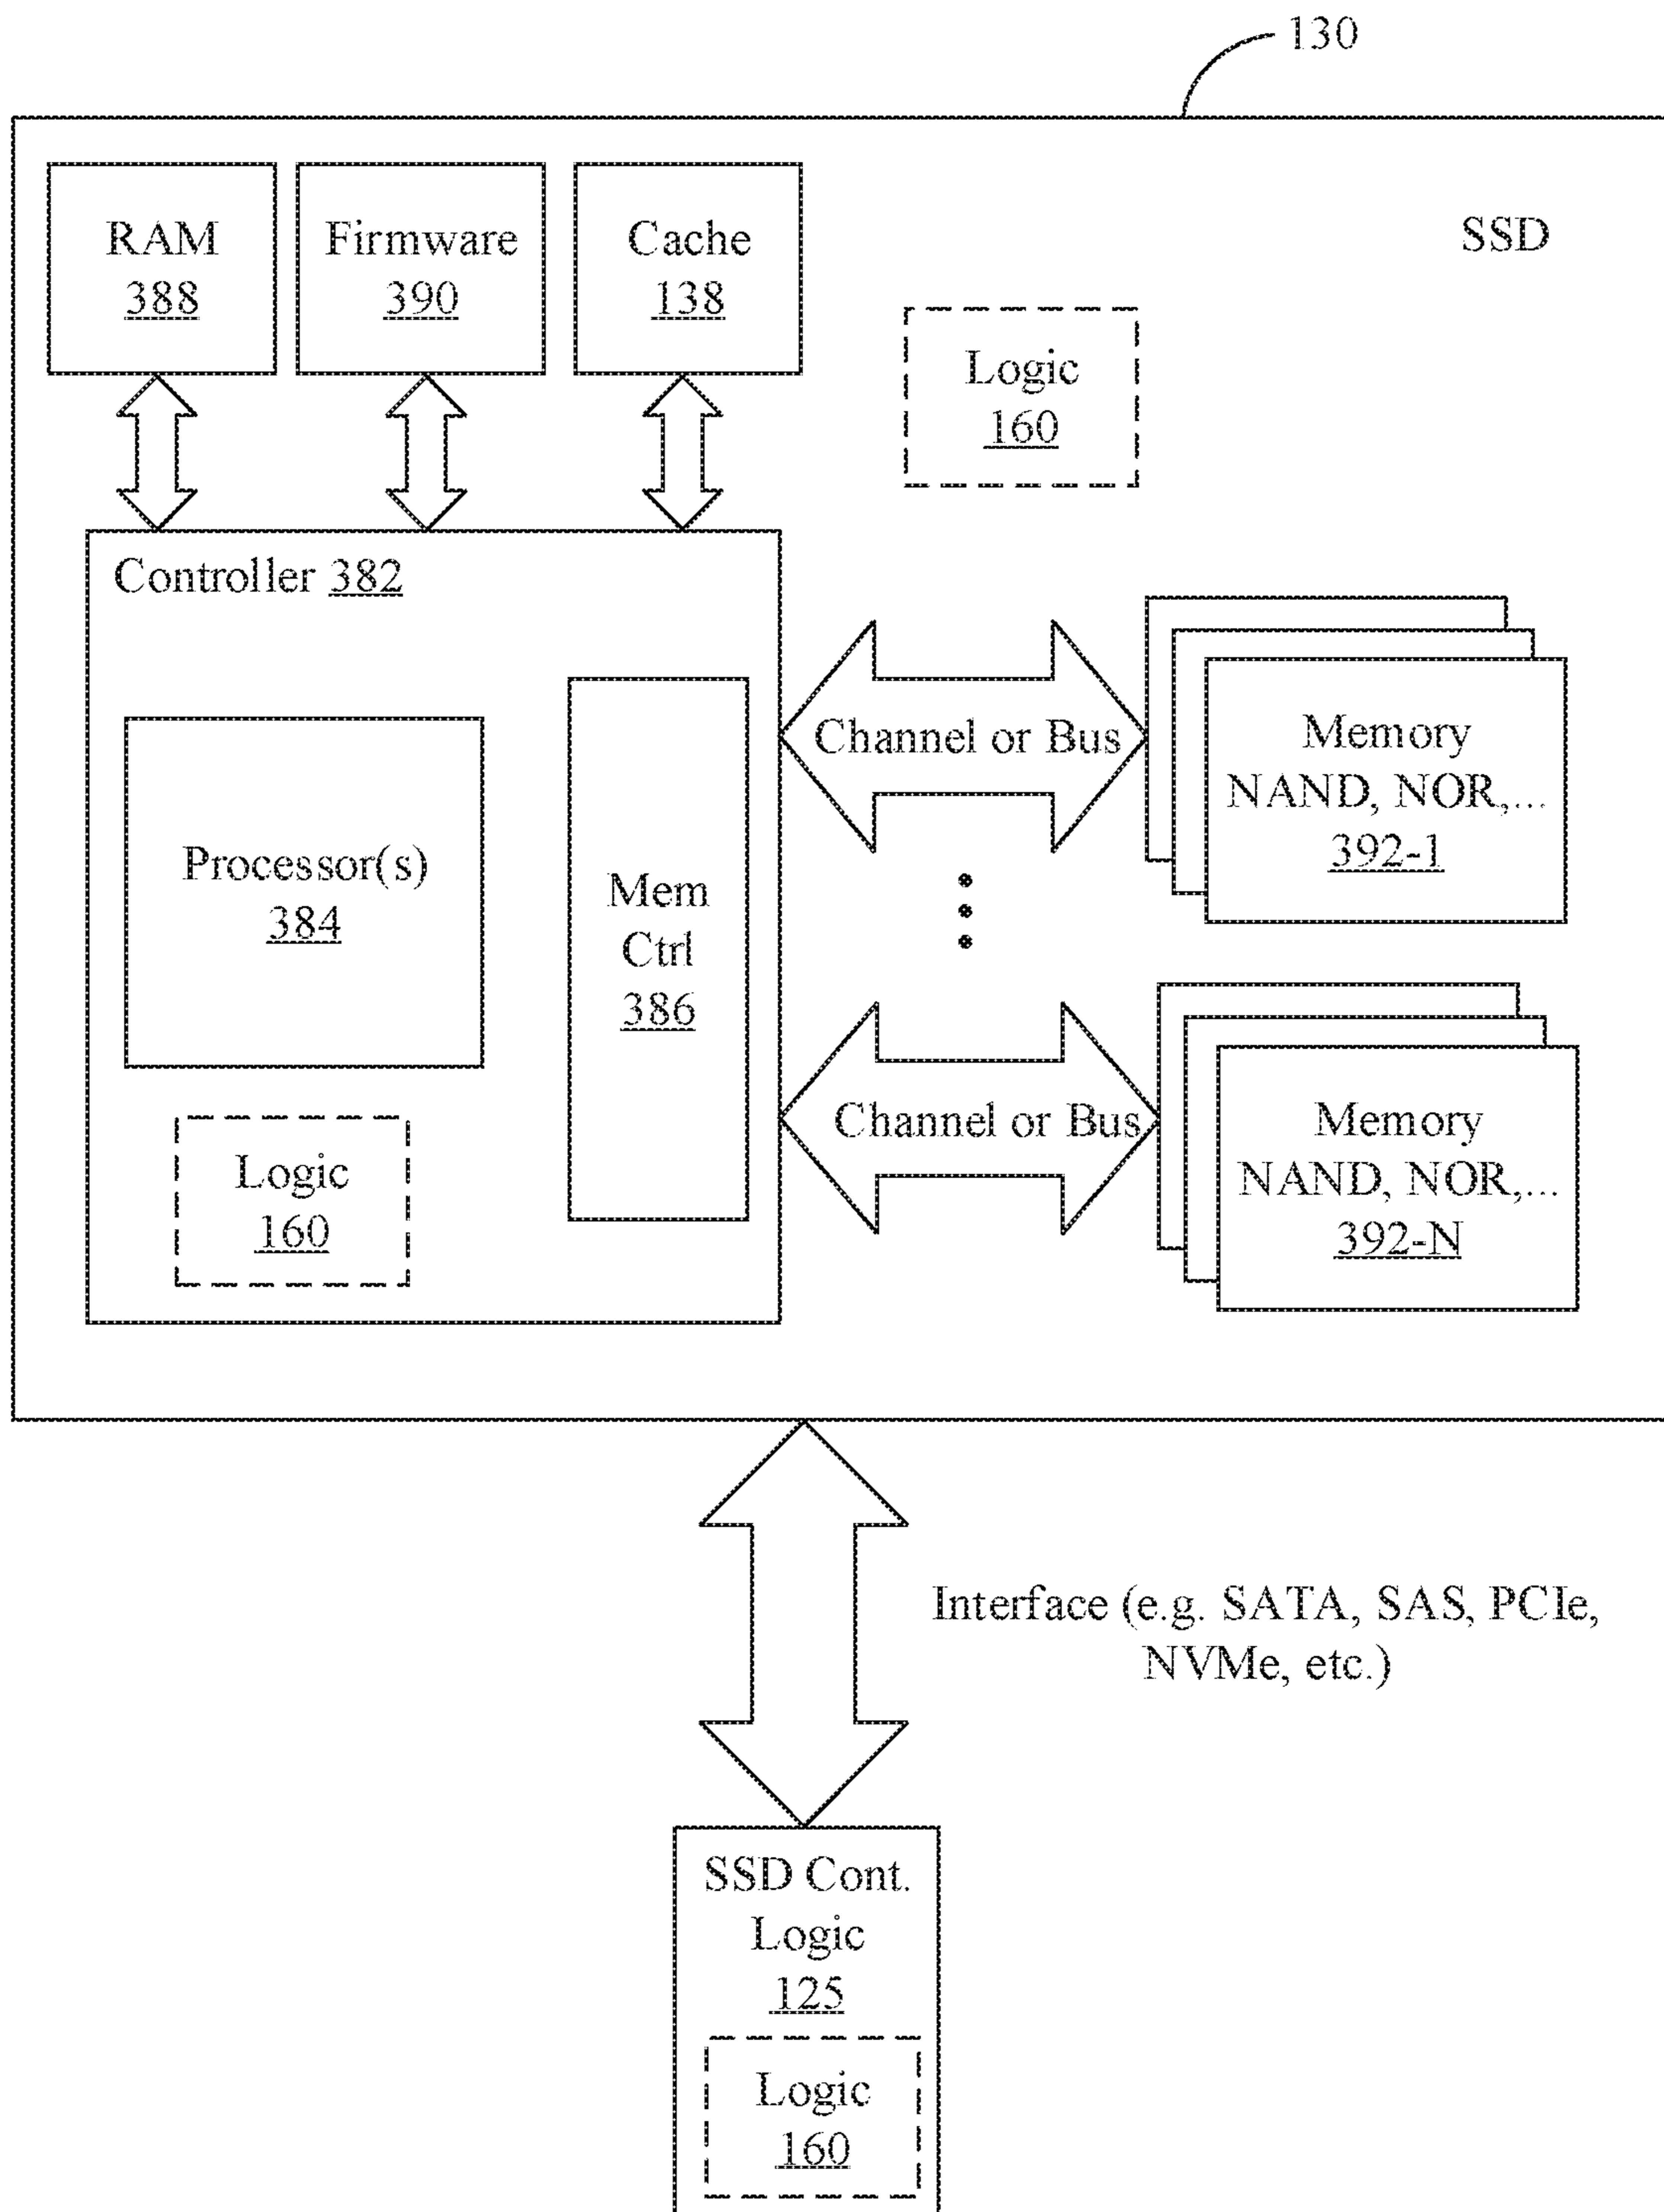 130
RAM
388
Firmware
390
Cache
138
SSD
Logic
160
Controller 382
Processor(s)
384
Mem
Ctrl
386
Logic
160
Channel or Bus
Memory
NAND, NOR,...
392-1
Channel or Bus
Memory
NAND, NOR,...
392-N
Interface (e.g. SATA, SAS, PCIe,
NVMe, etc.)
SSD Cont.
Logic
125
Logic
160